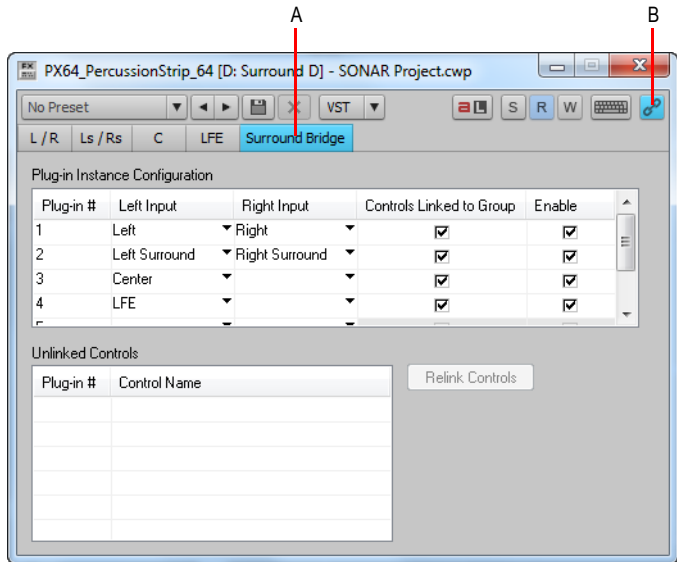 A B
PX64_PercussionStrip_64 [D: Surround D] - SONAR Project.cwp
No Preset VST S R W
L / R Ls / Rs C LFE Surround Bridge
Plug-in Instance Configuration
Plug-in # Left Input Right Input Controls Linked to Group Enable
1 Left Right
2 Left Surround Right Surround
3 Center
4 LFE
Unlinked Controls
Plug-in # Control Name Relink Controls